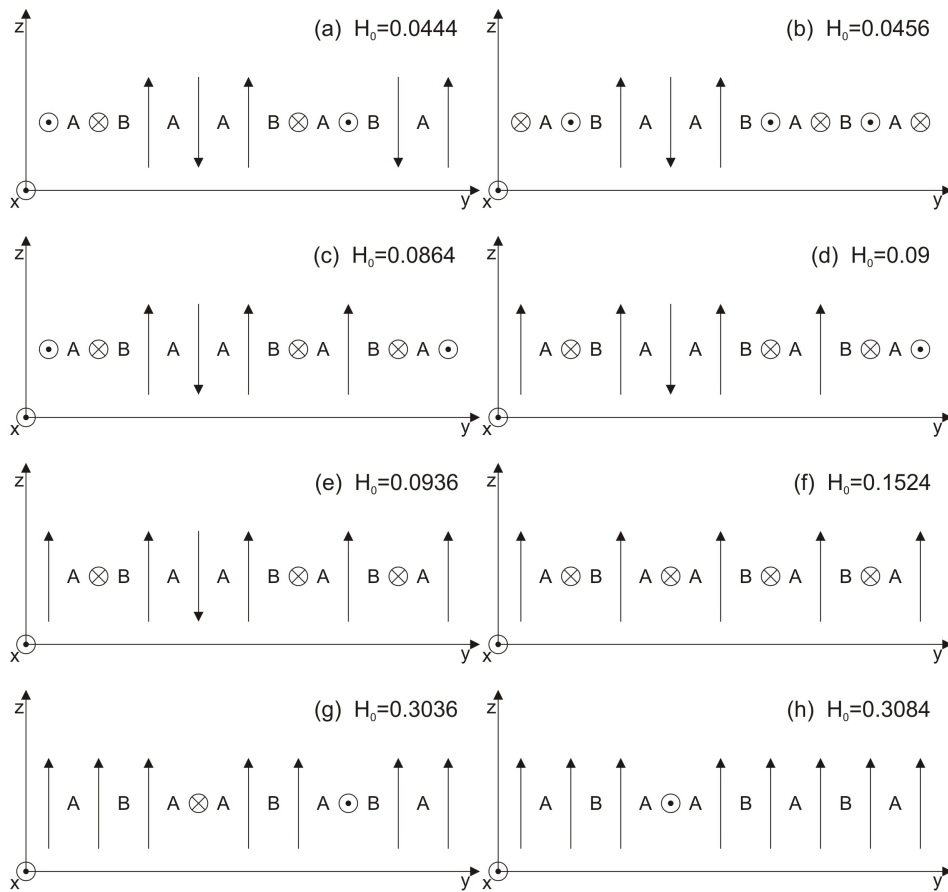 z (a) H₀=0.0444
A B A A B A B A
x y
z (b) H₀=0.0456
A B A A B A B A
x y
z (c) H₀=0.0864
A B A A B A B A
x y
z (d) H₀=0.09
A B A A B A B A
x y
z (e) H₀=0.0936
A B A A B A B A
x y
z (f) H₀=0.1524
A B A A B A B A
x y
z (g) H₀=0.3036
A B A A B A B A
x y
z (h) H₀=0.3084
A B A A B A B A
x y